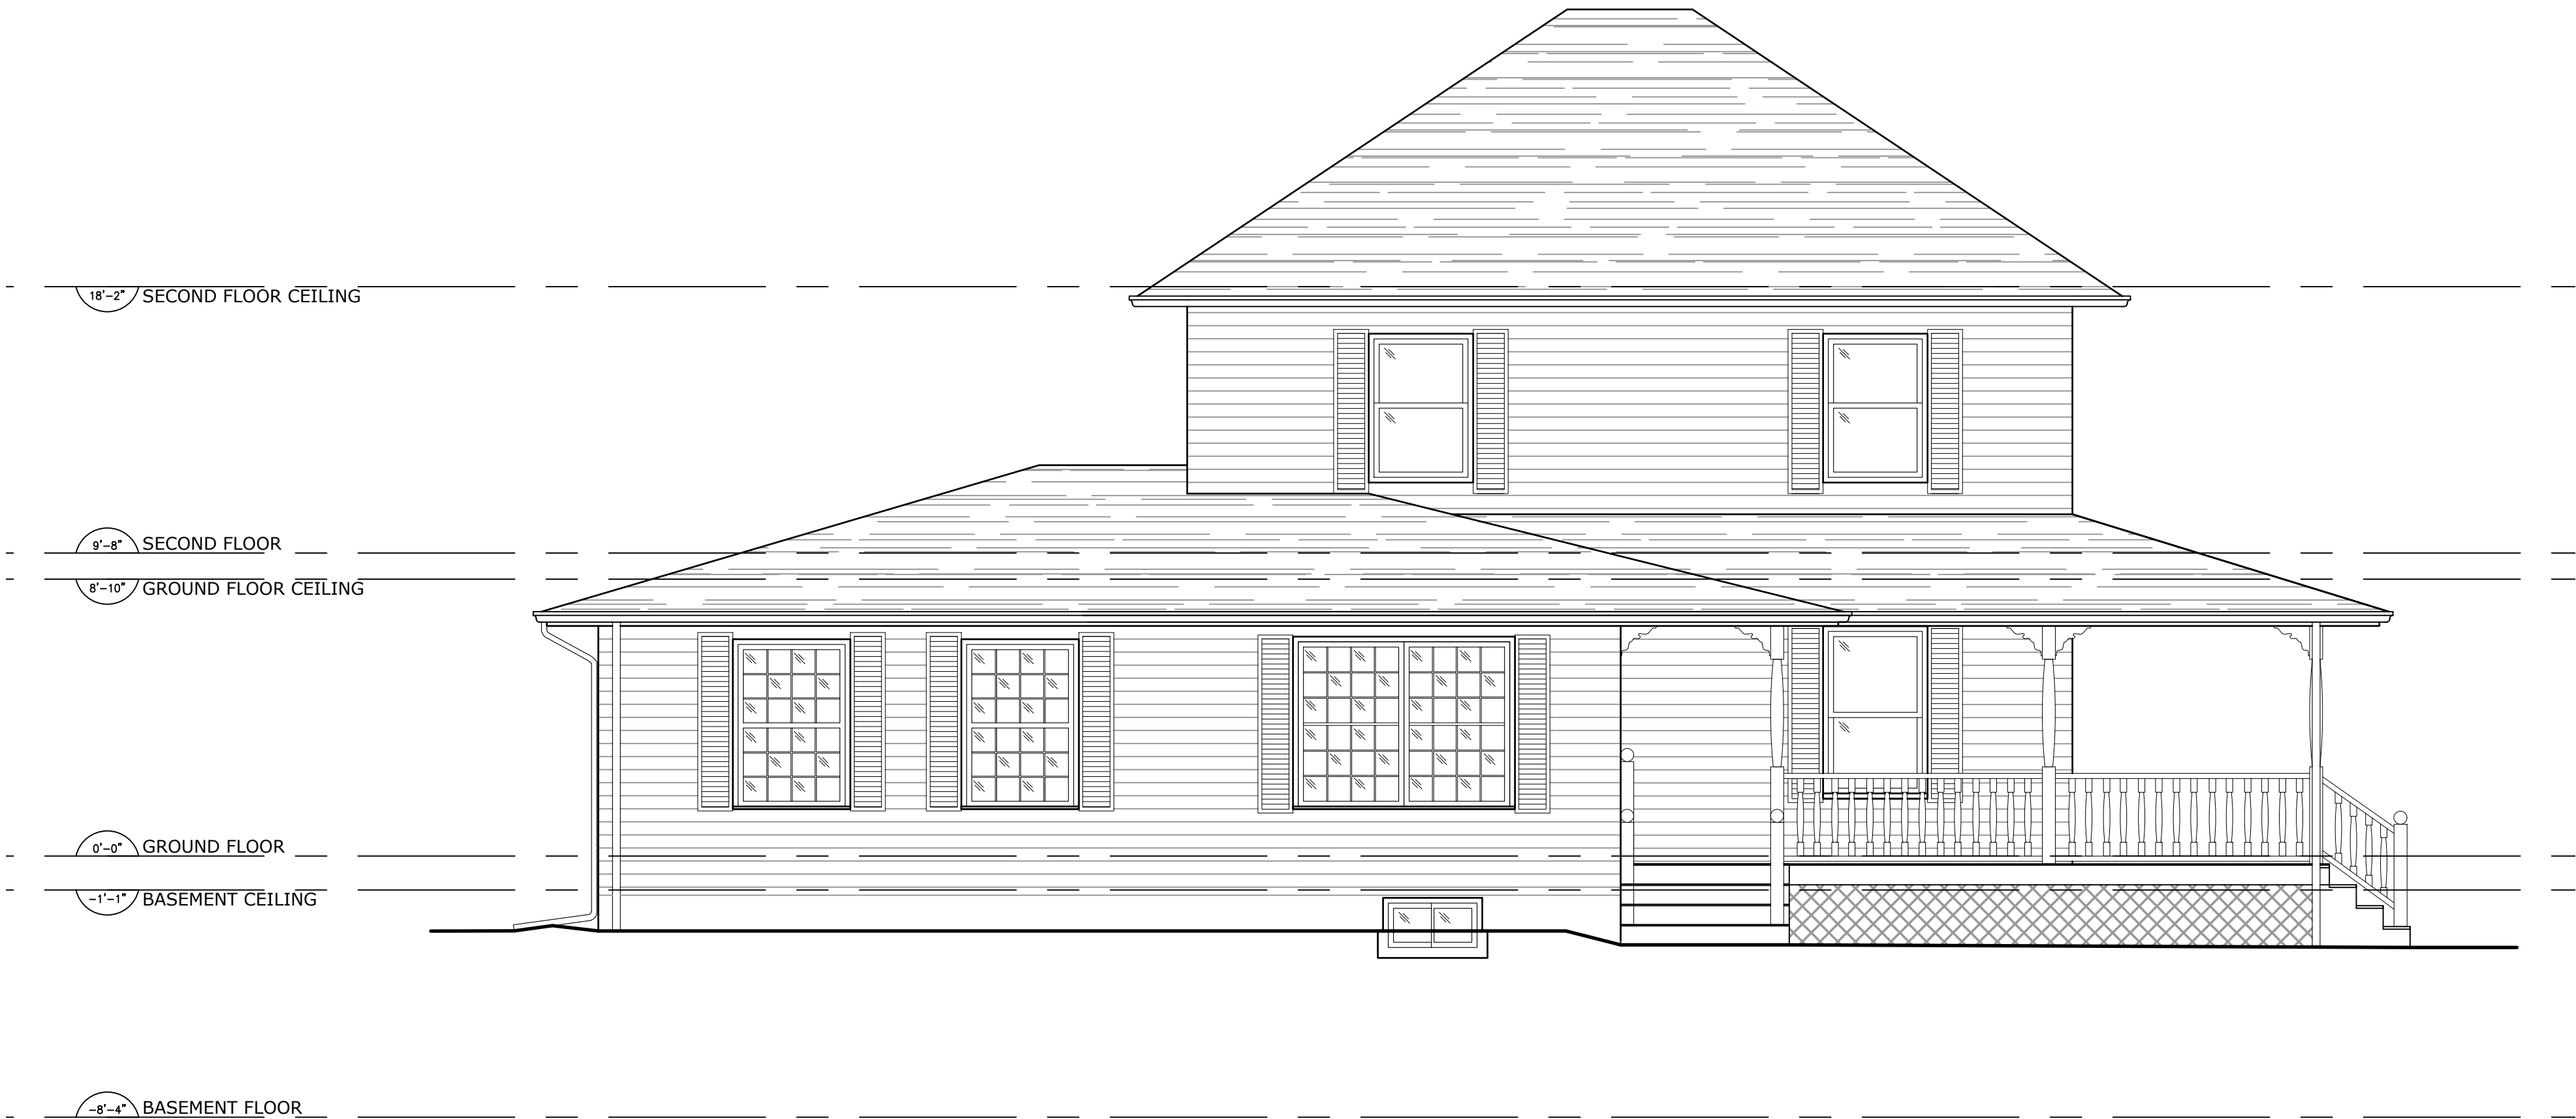 18'-2" SECOND FLOOR CEILING
9'-8" SECOND FLOOR
8'-10" GROUND FLOOR CEILING
0'-0" GROUND FLOOR
-1'-1" BASEMENT CEILING
-8'-4" BASEMENT FLOOR